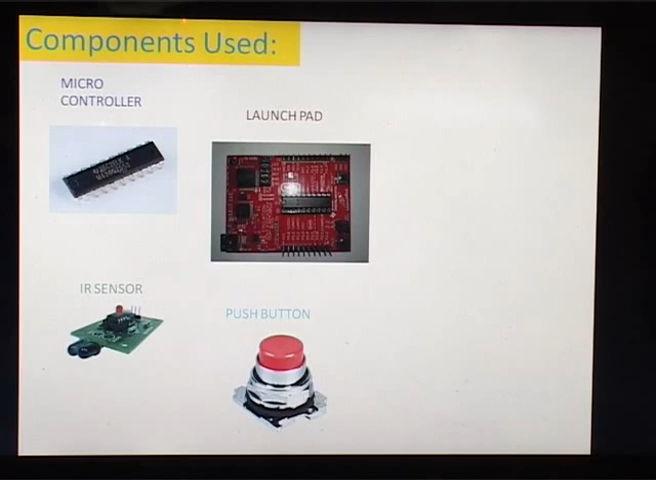 Components Used:
MICRO
CONTROLLER
LAUNCH PAD
IR SENSOR
PUSH BUTTON